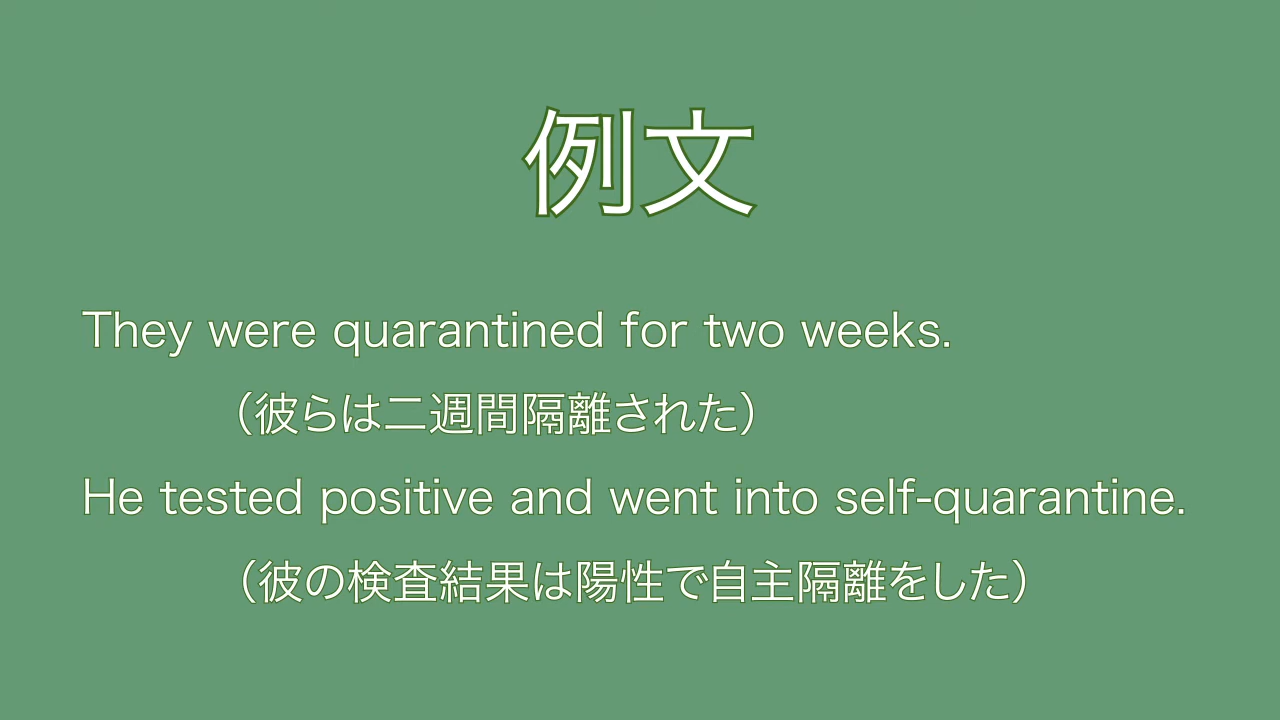 例文
They were quarantined for two weeks.
（彼らは二週間隔離された）
He tested positive and went into self-quarantine.
（彼の検査結果は陽性で自主隔離をした）